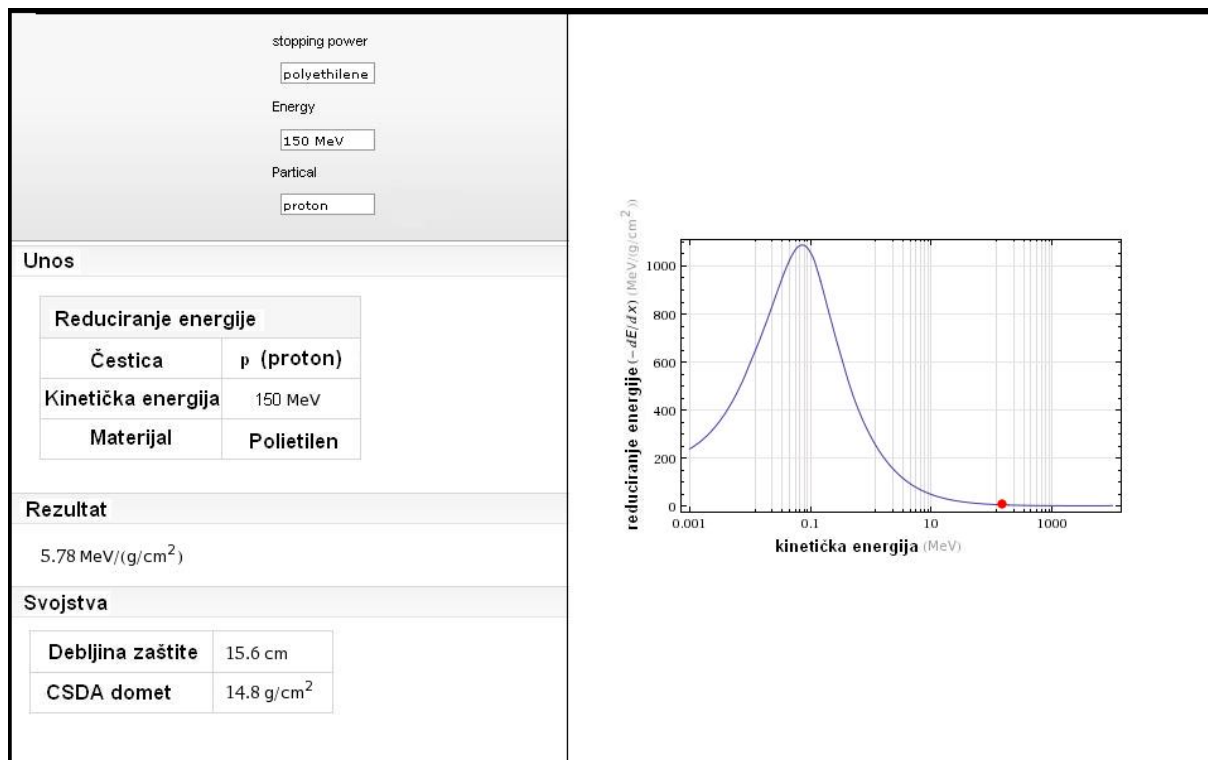 stopping power
polyethilene
Energy
150 MeV
Partical
proton
Unos
Reduciranje energije
Čestica p (proton)
Kinetička energija 150 MeV
Materijal Polietilen
Rezultat
5.78 MeV/(g/cm²)
Svojstva
Debljina zaštite 15.6 cm
CSDA domet 14.8 g/cm²
reduciranje energije (-dE/dx) (MeV/(g/cm²))
1000
800
600
400
200
0
0.001 0.1 10 1000
kinetička energija (MeV)